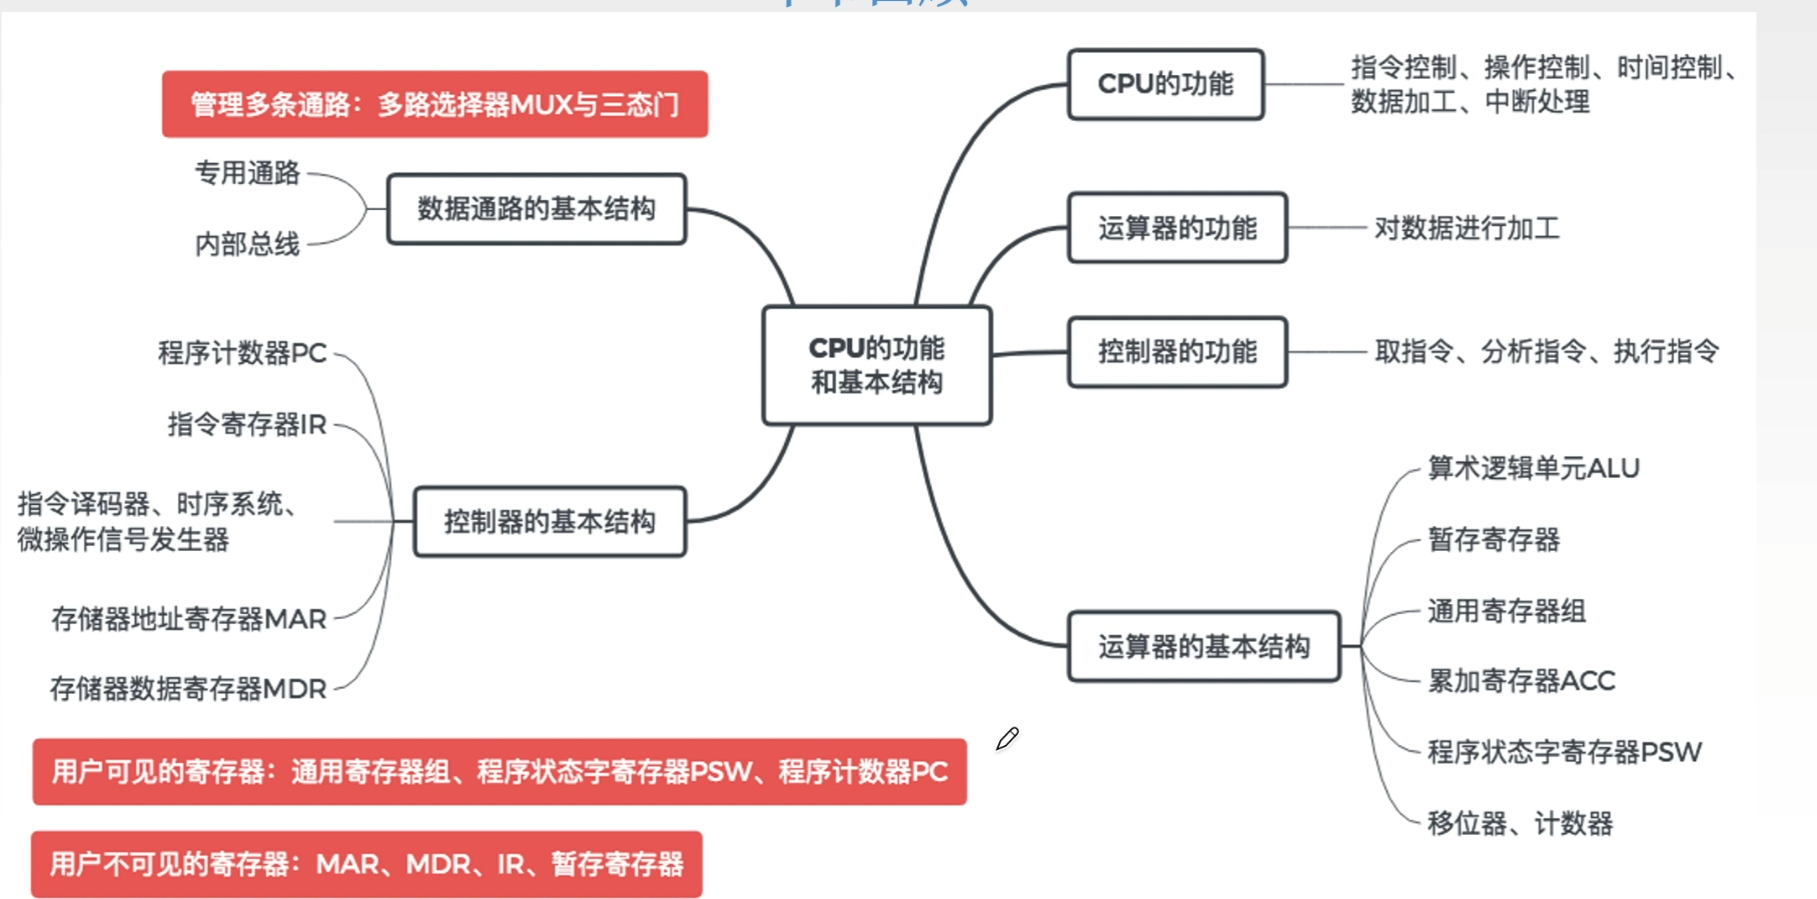 管理多条通路：多路选择器MUX与三态门
专用通路
内部总线
数据通路的基本结构
程序计数器PC
指令寄存器IR
指令译码器、时序系统、
微操作信号发生器
存储器地址寄存器MAR
存储器数据寄存器MDR
控制器的基本结构
CPU的功能
和基本结构
CPU的功能
指令控制、操作控制、时间控制、
数据加工、中断处理
运算器的功能
对数据进行加工
控制器的功能
取指令、分析指令、执行指令
运算器的基本结构
算术逻辑单元ALU
暂存寄存器
通用寄存器组
累加寄存器ACC
程序状态字寄存器PSW
移位器、计数器
用户可见的寄存器：通用寄存器组、程序状态字寄存器PSW、程序计数器PC
用户不可见的寄存器：MAR、MDR、IR、暂存寄存器